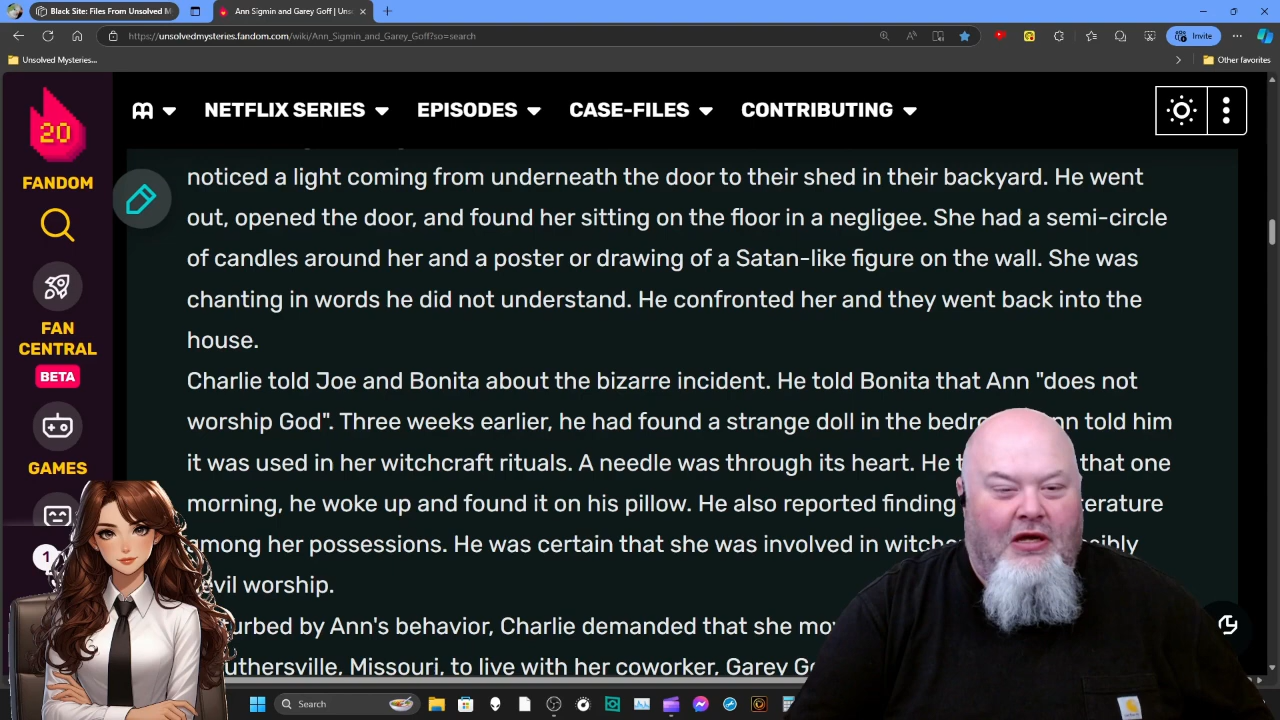 Black Site: Files From Unsolved M
Ann Sigmin and Garey Goff | Uns
https://unsolvedmysteries.fandom.com/wiki/Ann_Sigmin_and_Garey_Goff?so=search
Invite
Unsolved Mysteries...
Other favorites
20
FANDOM
FAN
CENTRAL
BETA
GAMES
1
NETFLIX SERIES
EPISODES
CASE-FILES
CONTRIBUTING
noticed a light coming from underneath the door to their shed in their backyard. He went
out, opened the door, and found her sitting on the floor in a negligee. She had a semi-circle
of candles around her and a poster or drawing of a Satan-like figure on the wall. She was
chanting in words he did not understand. He confronted her and they went back into the
house.
Charlie told Joe and Bonita about the bizarre incident. He told Bonita that Ann "does not
worship God". Three weeks earlier, he had found a strange doll in the told him
it was used in her witchcraft rituals. A needle was through its heart. He that one
morning, he woke up and found it on his pillow. He also reported finding
among her possessions. He was certain that she was involved in
worship.
by Ann's behavior, Charlie demanded that she
Missouri, to live with her coworker, Garey
Search